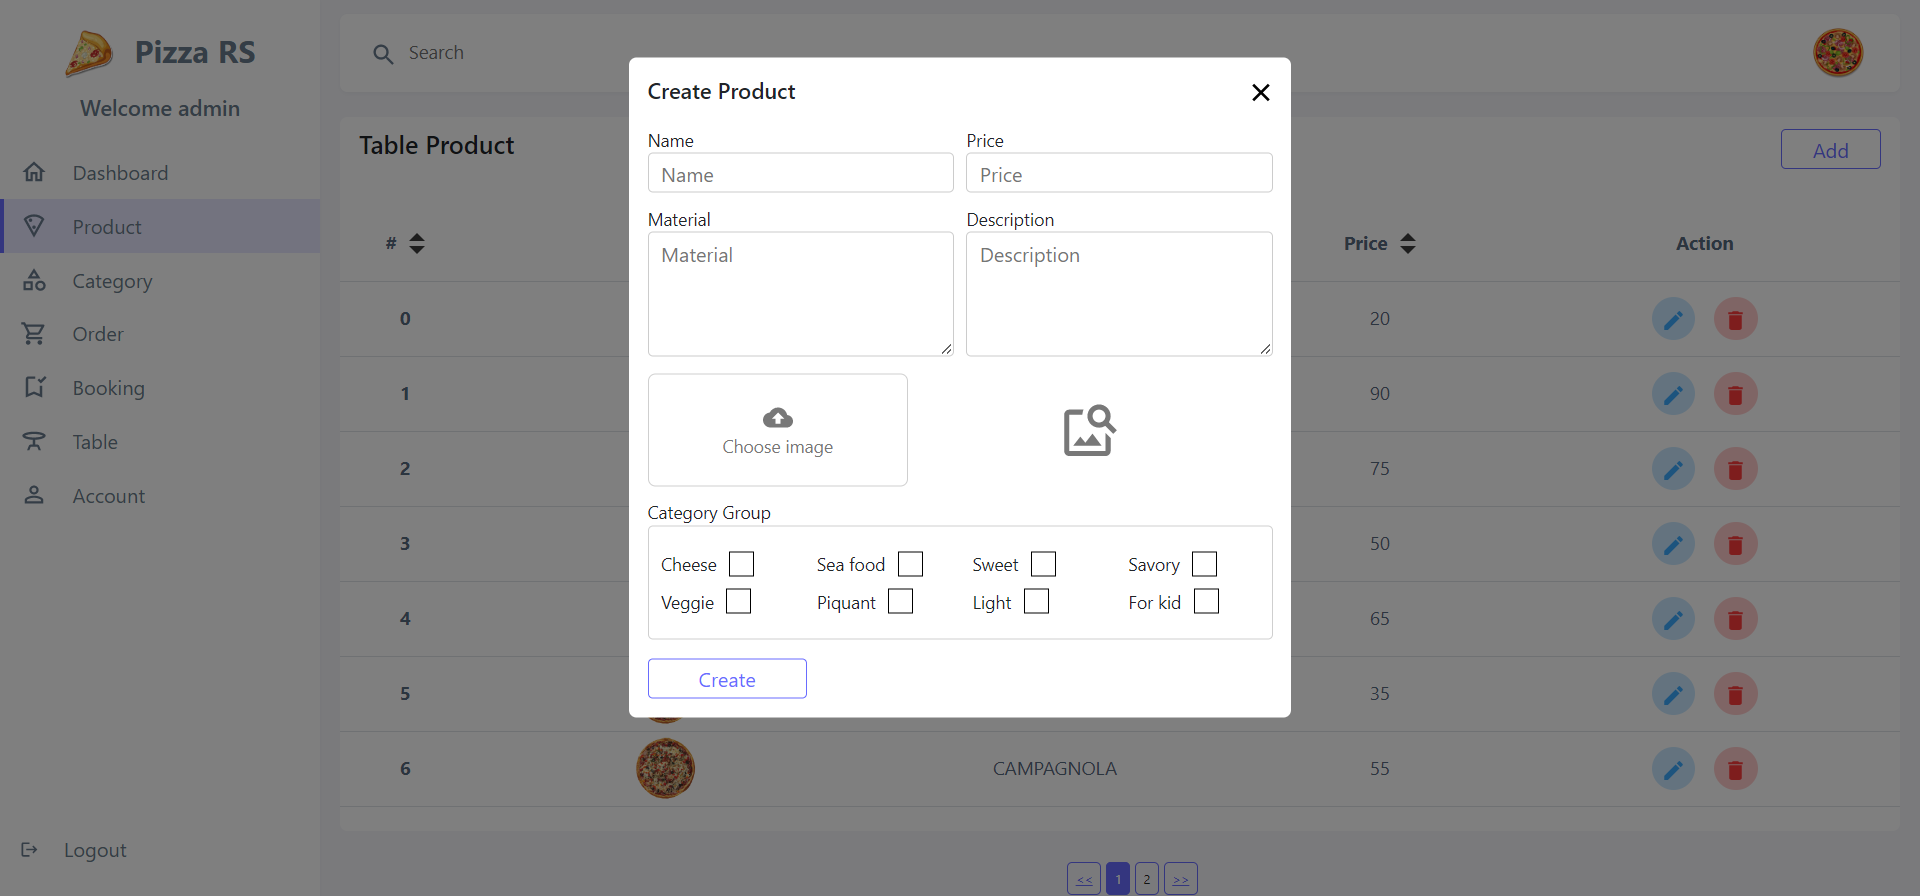 Pizza RS
Welcome admin
Dashboard
Product
Category
Order
Booking
Table
Account
Logout
Search
Table Product
Add
# Price Action
0 20
1 90
2 75
3 50
4 65
5 35
6 CAMPAGNOLA 55
<< 1 2 >>
Create Product
Name Price
Name Price
Material Description
Material Description
Choose image
Category Group
Cheese Sea food Sweet Savory
Veggie Piquant Light For kid
Create